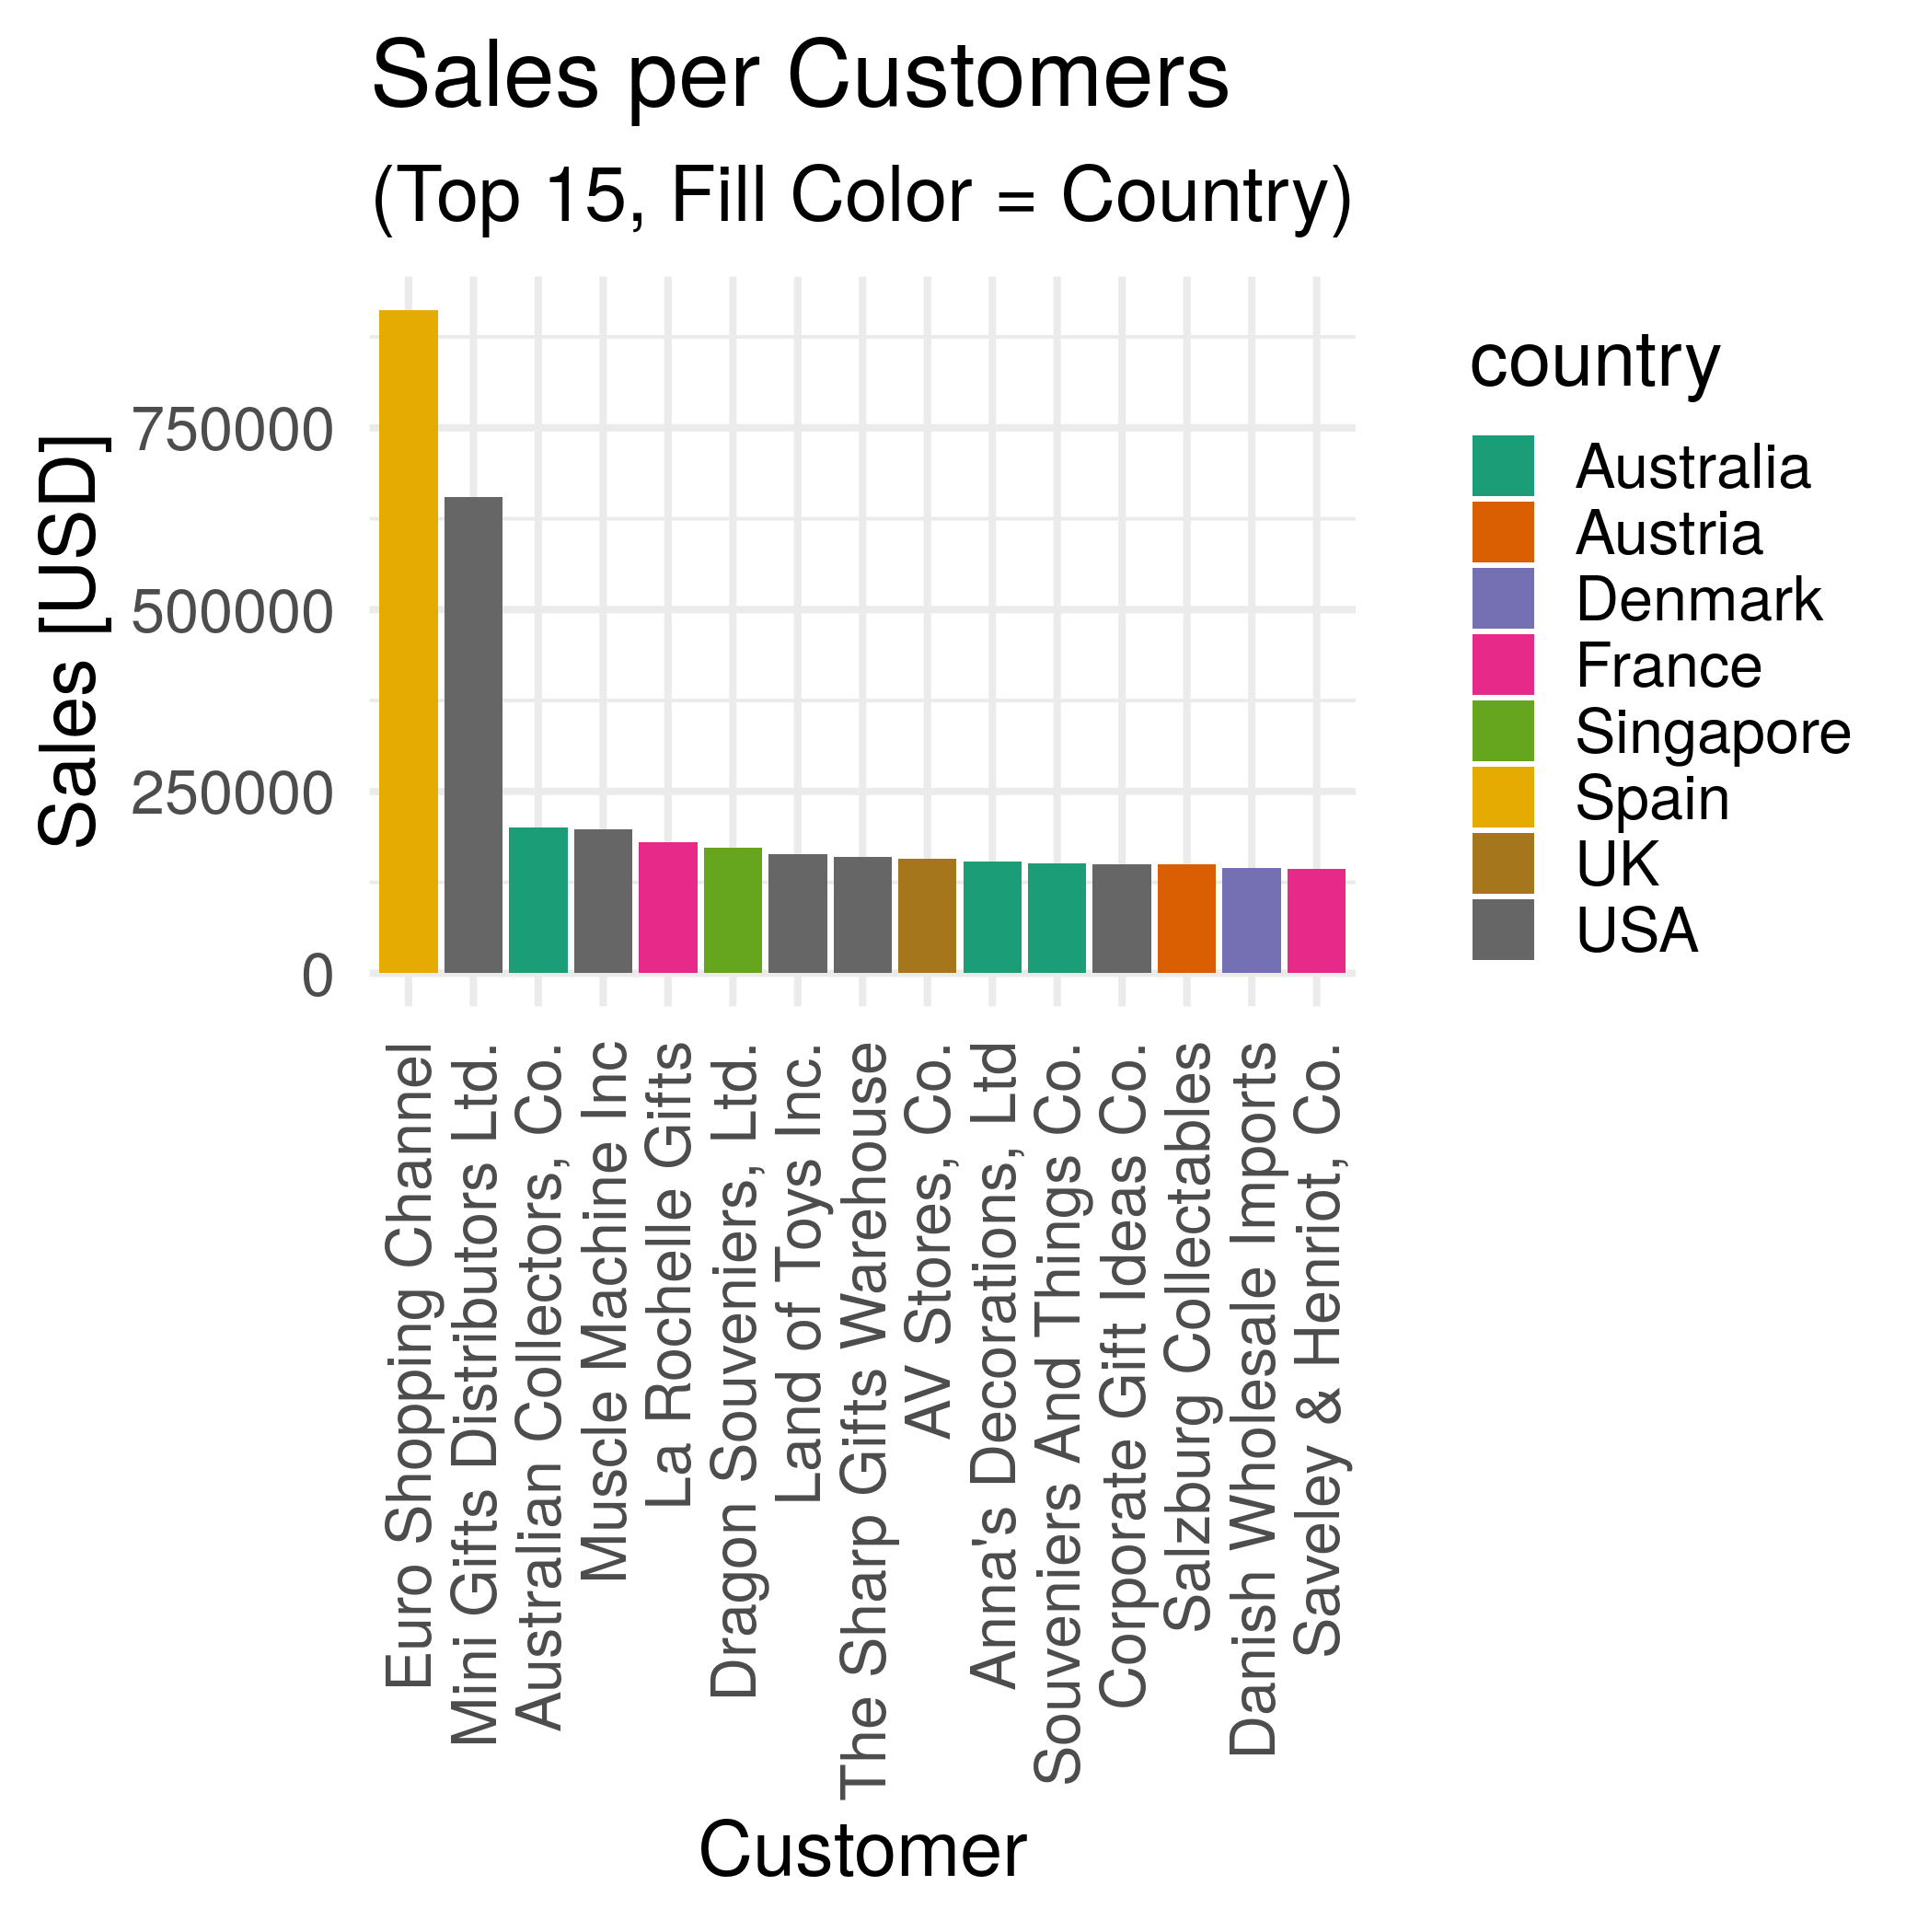 Sales per Customers
(Top 15, Fill Color = Country)
Sales [USD]
750000
500000
250000
0
Euro Shopping Channel
Mini Gifts Distributors Ltd.
Australian Collectors, Co.
Muscle Machine Inc
La Rochelle Gifts
Dragon Souveniers, Ltd.
Land of Toys Inc.
The Sharp Gifts Warehouse
AV Stores, Co.
Anna's Decorations, Ltd
Souveniers And Things Co.
Corporate Gift Ideas Co.
Salzburg Collectables
Danish Wholesale Imports
Saveley & Henriot, Co.
Customer
country
Australia
Austria
Denmark
France
Singapore
Spain
UK
USA